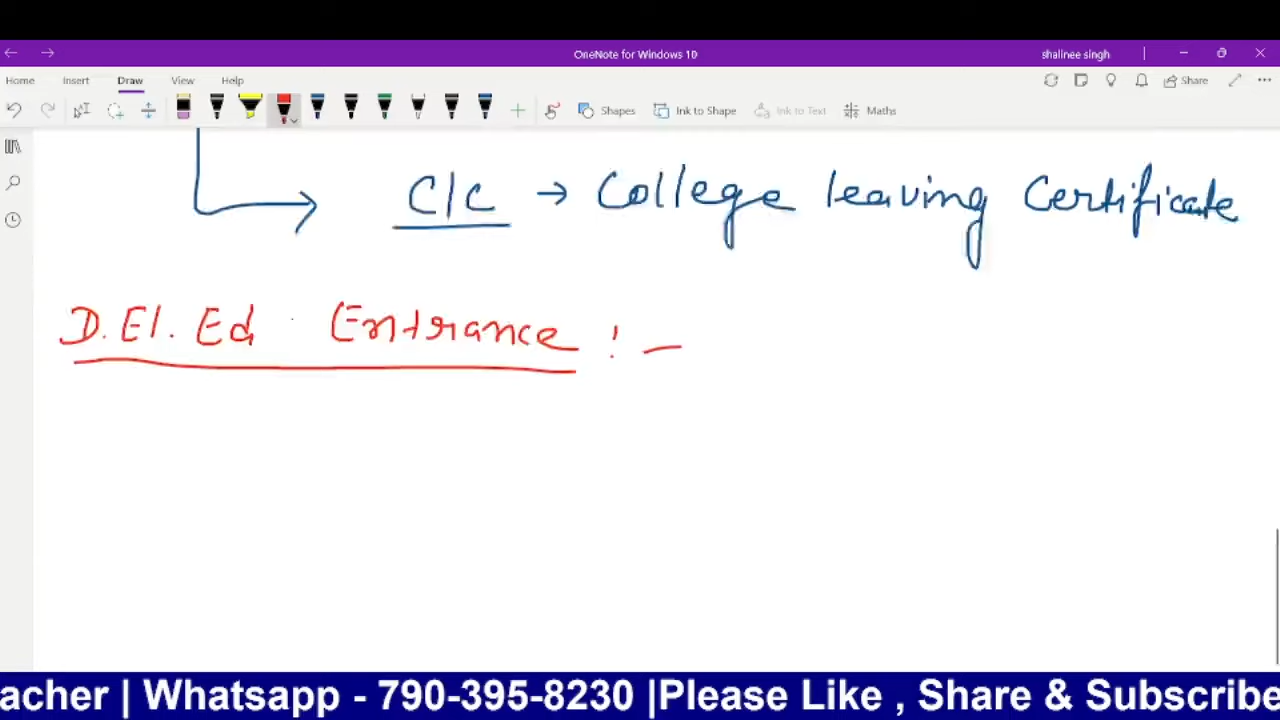 OneNote for Windows 10
shalinee singh
Home Insert Draw View Help
Share
Shapes Ink to Shape Ink to Text Maths
C/C → College leaving Certificate
D.El.Ed Entrance :-
acher | Whatsapp - 790-395-8230 |Please Like , Share & Subscribe